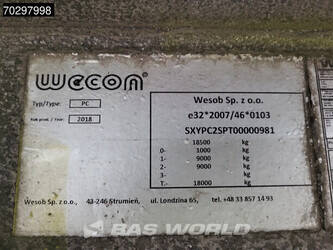 70297998
wecon
Wesob Sp. z o.o.
Typ/Type: PC
e32*2007/46*0103
Rok prod. / Year: 2018
SXYPC2SPT00000981
18500 kg
0- 1000 kg
1- 9000 kg
2- 9000 kg
3- kg
T.- 18000 kg
BAS WORLD
Wesob Sp. z o.o., 43-246 Strumień, ul. Londzina 65, tel. +48 33 857 14 93